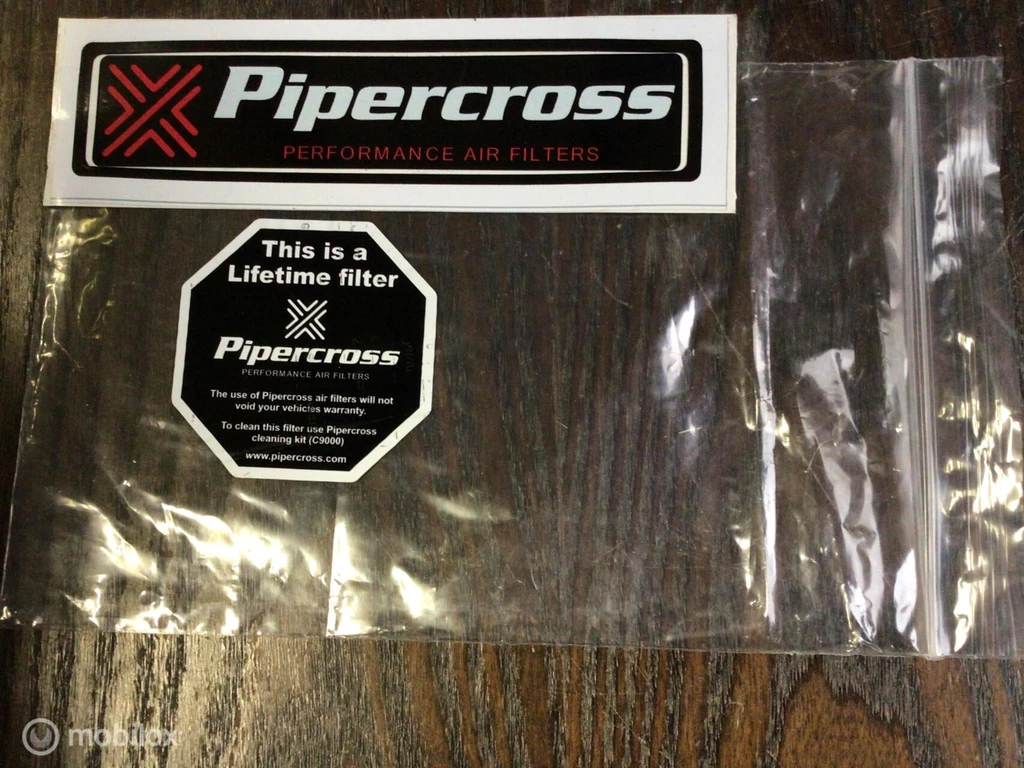 Pipercross
PERFORMANCE AIR FILTERS
This is a
Lifetime filter
Pipercross
PERFORMANCE AIR FILTERS
The use of Pipercross air filters will not
void your vehicles warranty.
To clean this filter use Pipercross
cleaning kit (C9000)
www.pipercross.com
© mobilox